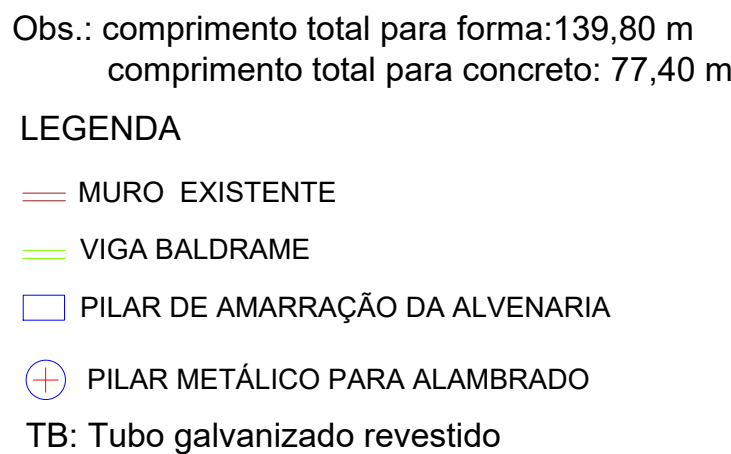 Obs.: comprimento total para forma:139,80 m
comprimento total para concreto: 77,40 m
LEGENDA
MURO EXISTENTE
VIGA BALDRAME
PILAR DE AMARRAÇÃO DA ALVENARIA
PILAR METÁLICO PARA ALAMBRADO
TB: Tubo galvanizado revestido